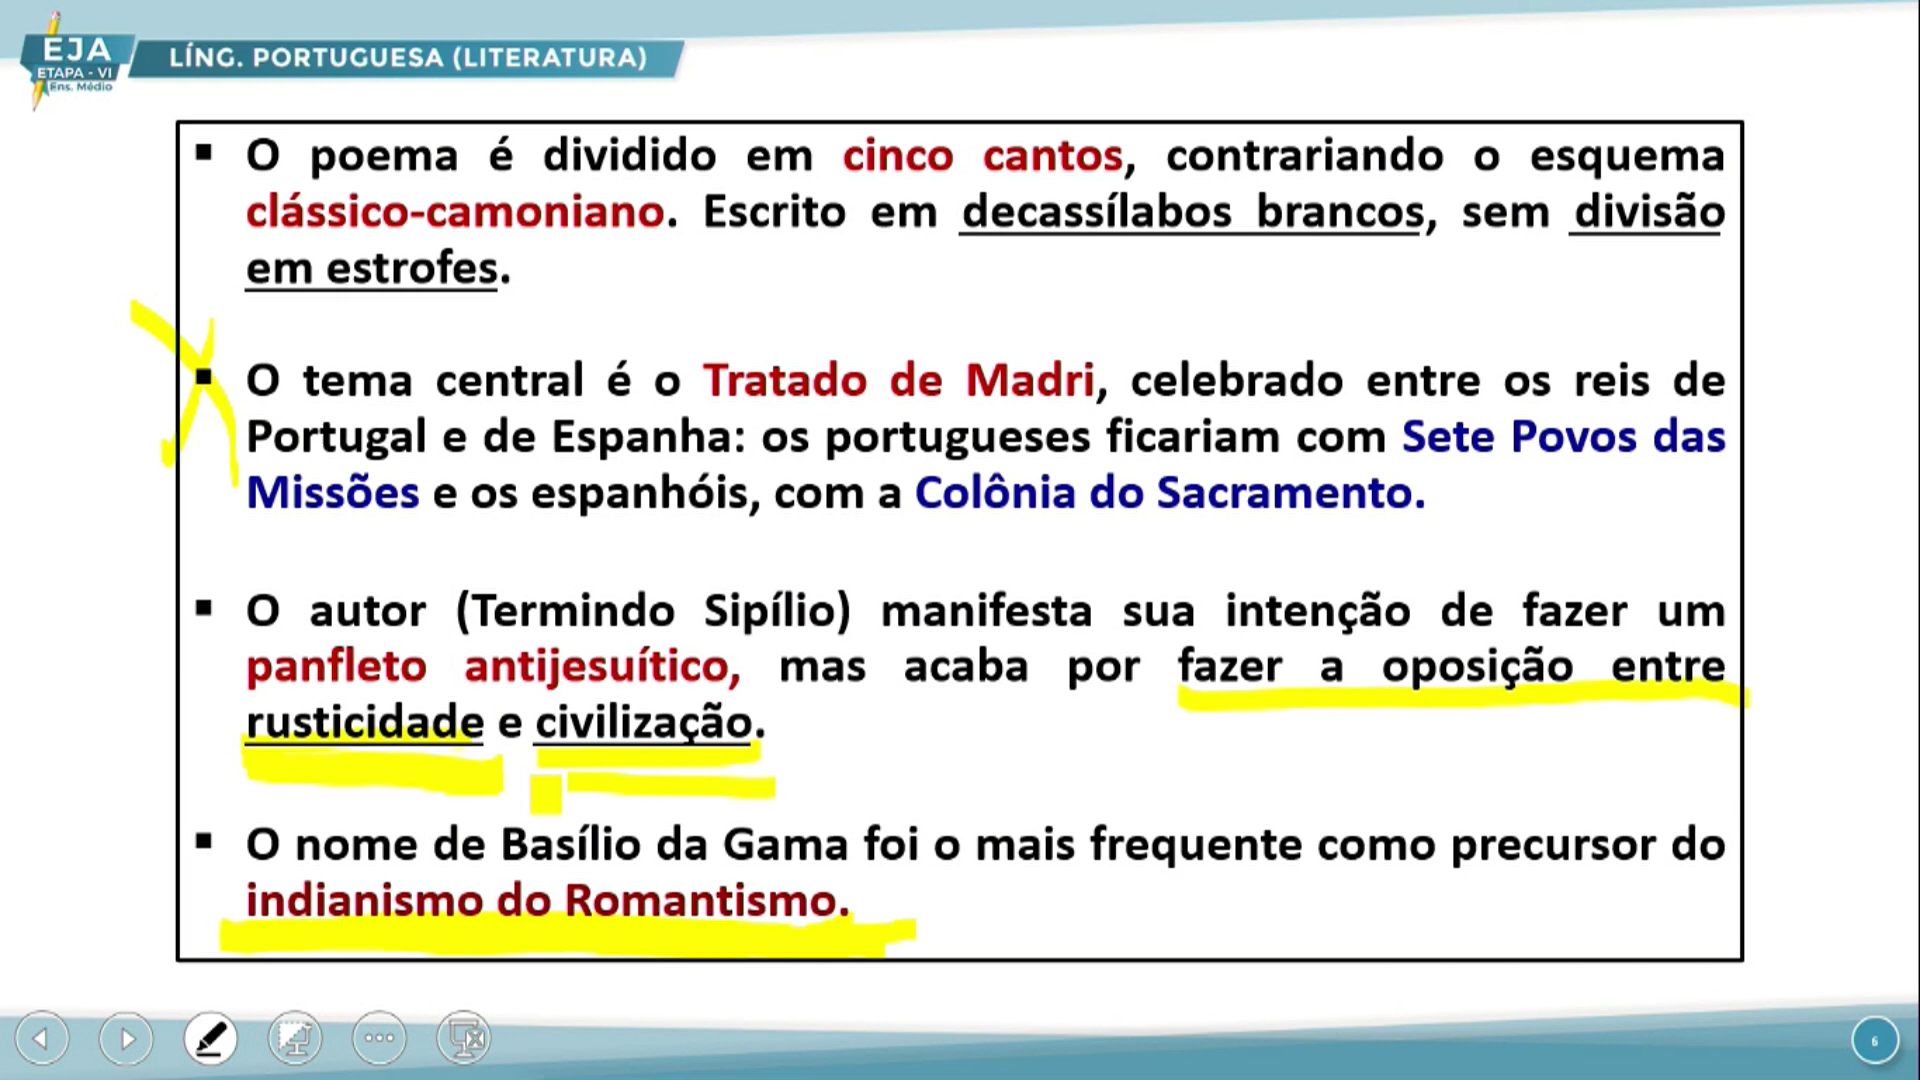 EJA
ETAPA - VI
Ens. Médio
LÍNG. PORTUGUESA (LITERATURA)
▪ O poema é dividido em cinco cantos, contrariando o esquema
clássico-camoniano. Escrito em decassílabos brancos, sem divisão
em estrofes.
▪ O tema central é o Tratado de Madri, celebrado entre os reis de
Portugal e de Espanha: os portugueses ficariam com Sete Povos das
Missões e os espanhóis, com a Colônia do Sacramento.
▪ O autor (Termindo Sipílio) manifesta sua intenção de fazer um
panfleto antijesuítico, mas acaba por fazer a oposição entre
rusticidade e civilização.
▪ O nome de Basílio da Gama foi o mais frequente como precursor do
indianismo do Romantismo.
6